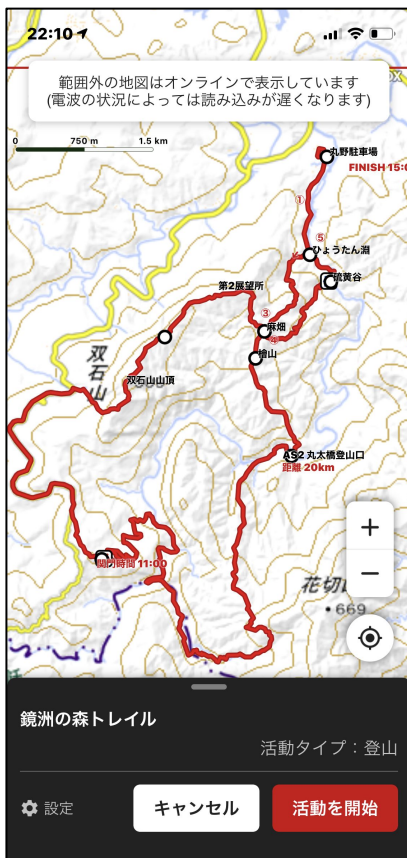 22:10
範囲外の地図はオンラインで表示しています
(電波の状況によっては読み込みが遅くなります)
0 750 m 1.5 km
丸野駐車場
FINISH 15:0
①
⑤
ひょうたん淵
硫黄谷
第2展望所
③
麻畑
④
檜山
双石山
双石山山頂
AS2 丸太橋登山口
距離 20km
関門時間 11:00
花切山
• 669
+
−
鏡洲の森トレイル
活動タイプ：登山
設定
キャンセル
活動を開始